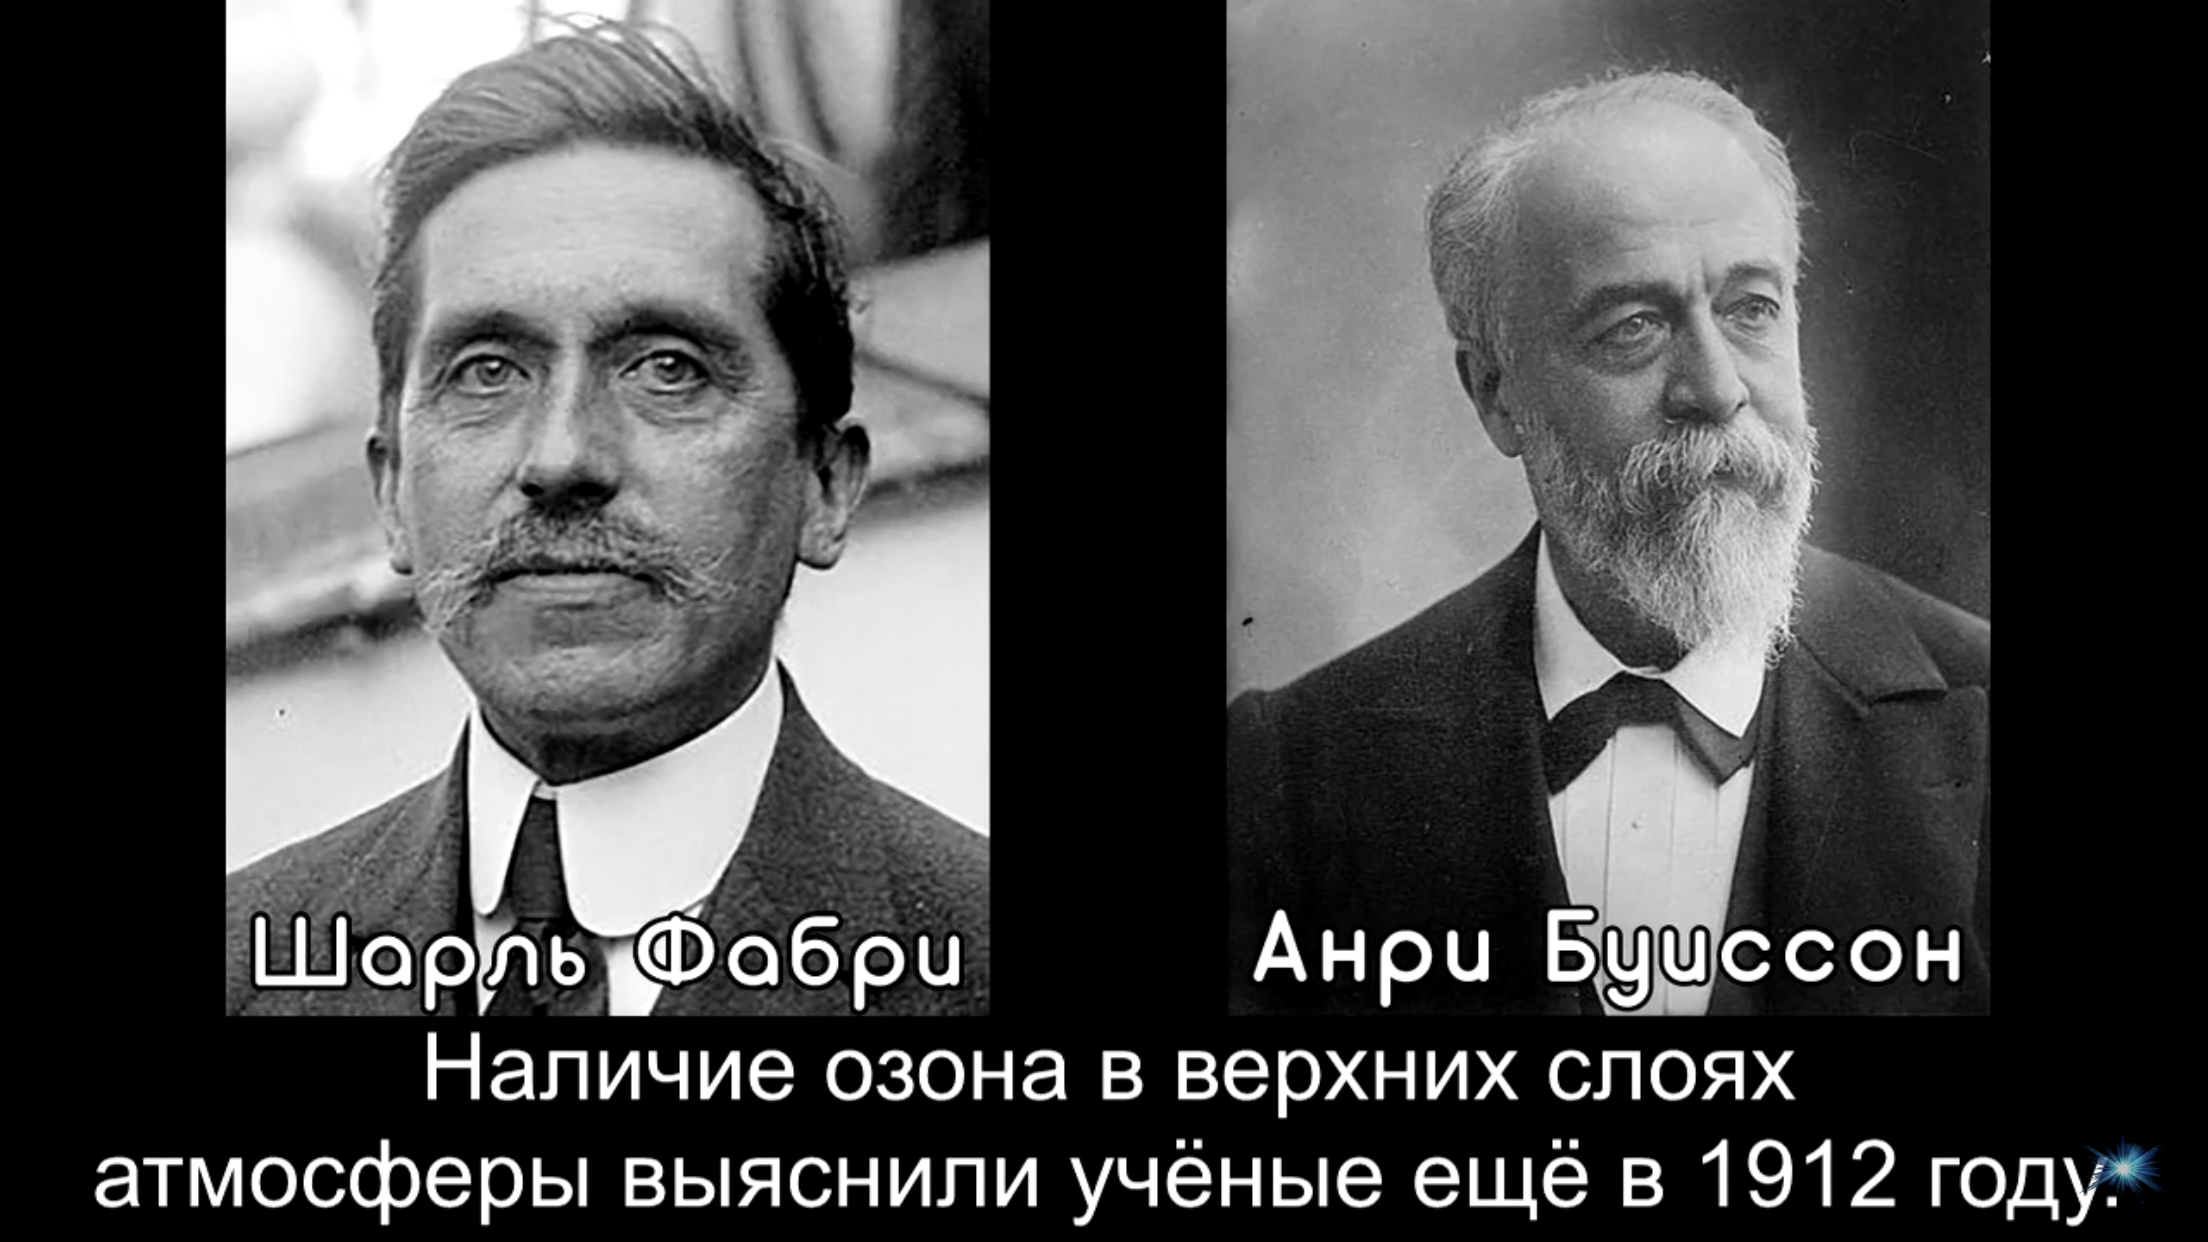 Шарль Фабри
Анри Буиссон
Наличие озона в верхних слоях
атмосферы выяснили учёные ещё в 1912 году.